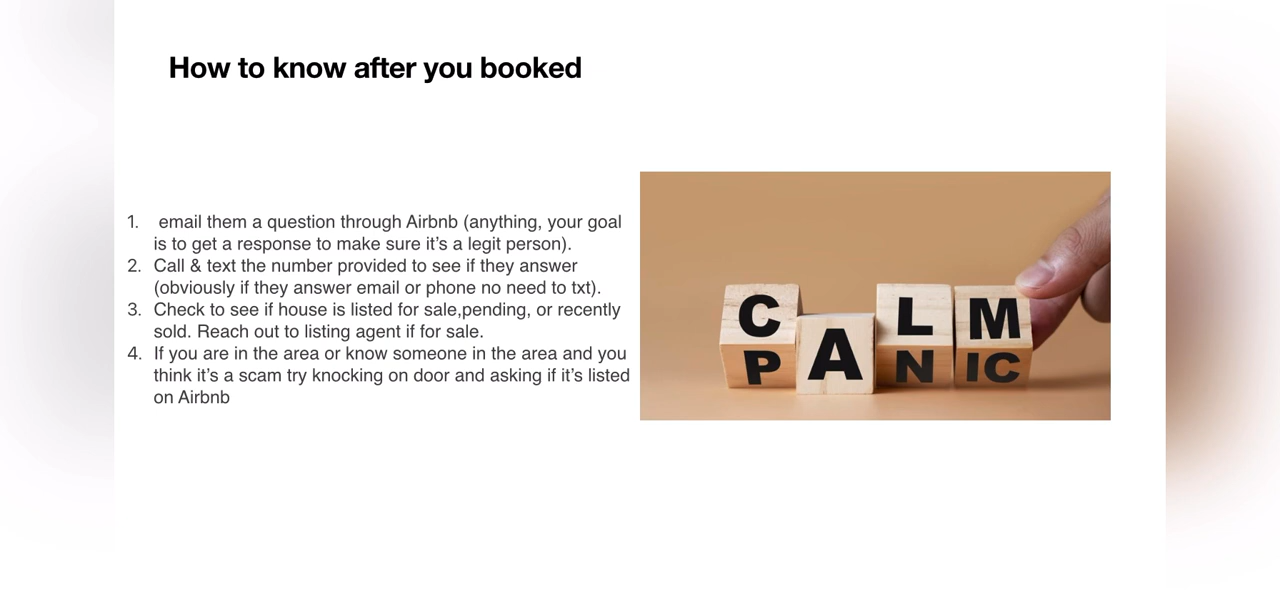 How to know after you booked
1. email them a question through Airbnb (anything, your goal
is to get a response to make sure it’s a legit person).
2. Call & text the number provided to see if they answer
(obviously if they answer email or phone no need to txt).
3. Check to see if house is listed for sale,pending, or recently
sold. Reach out to listing agent if for sale.
4. If you are in the area or know someone in the area and you
think it’s a scam try knocking on door and asking if it’s listed
on Airbnb
C L M
P A N IC